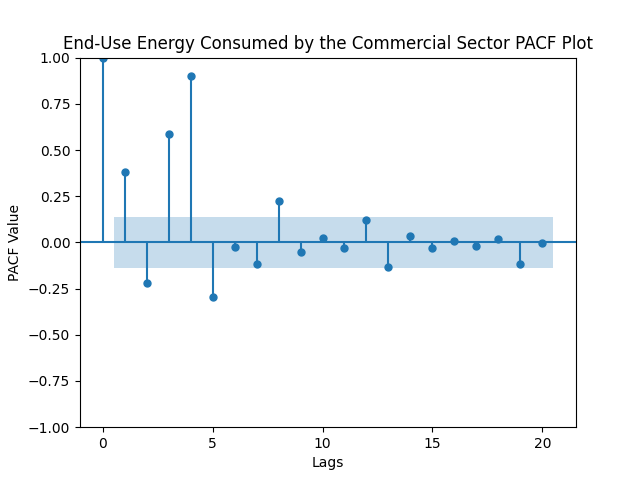 End-Use Energy Consumed by the Commercial Sector PACF Plot
1.00
0.75
0.50
0.25
0.00
−0.25
−0.50
−0.75
−1.00
PACF Value
0 5 10 15 20
Lags